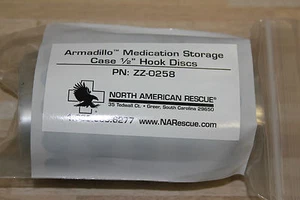 Armadillo™ Medication Storage
Case ½" Hook Discs
PN: ZZ-0258
NORTH AMERICAN RESCUE®
35 Tedwall Ct. • Greer, South Carolina 29650
6277 www.NARescue.com